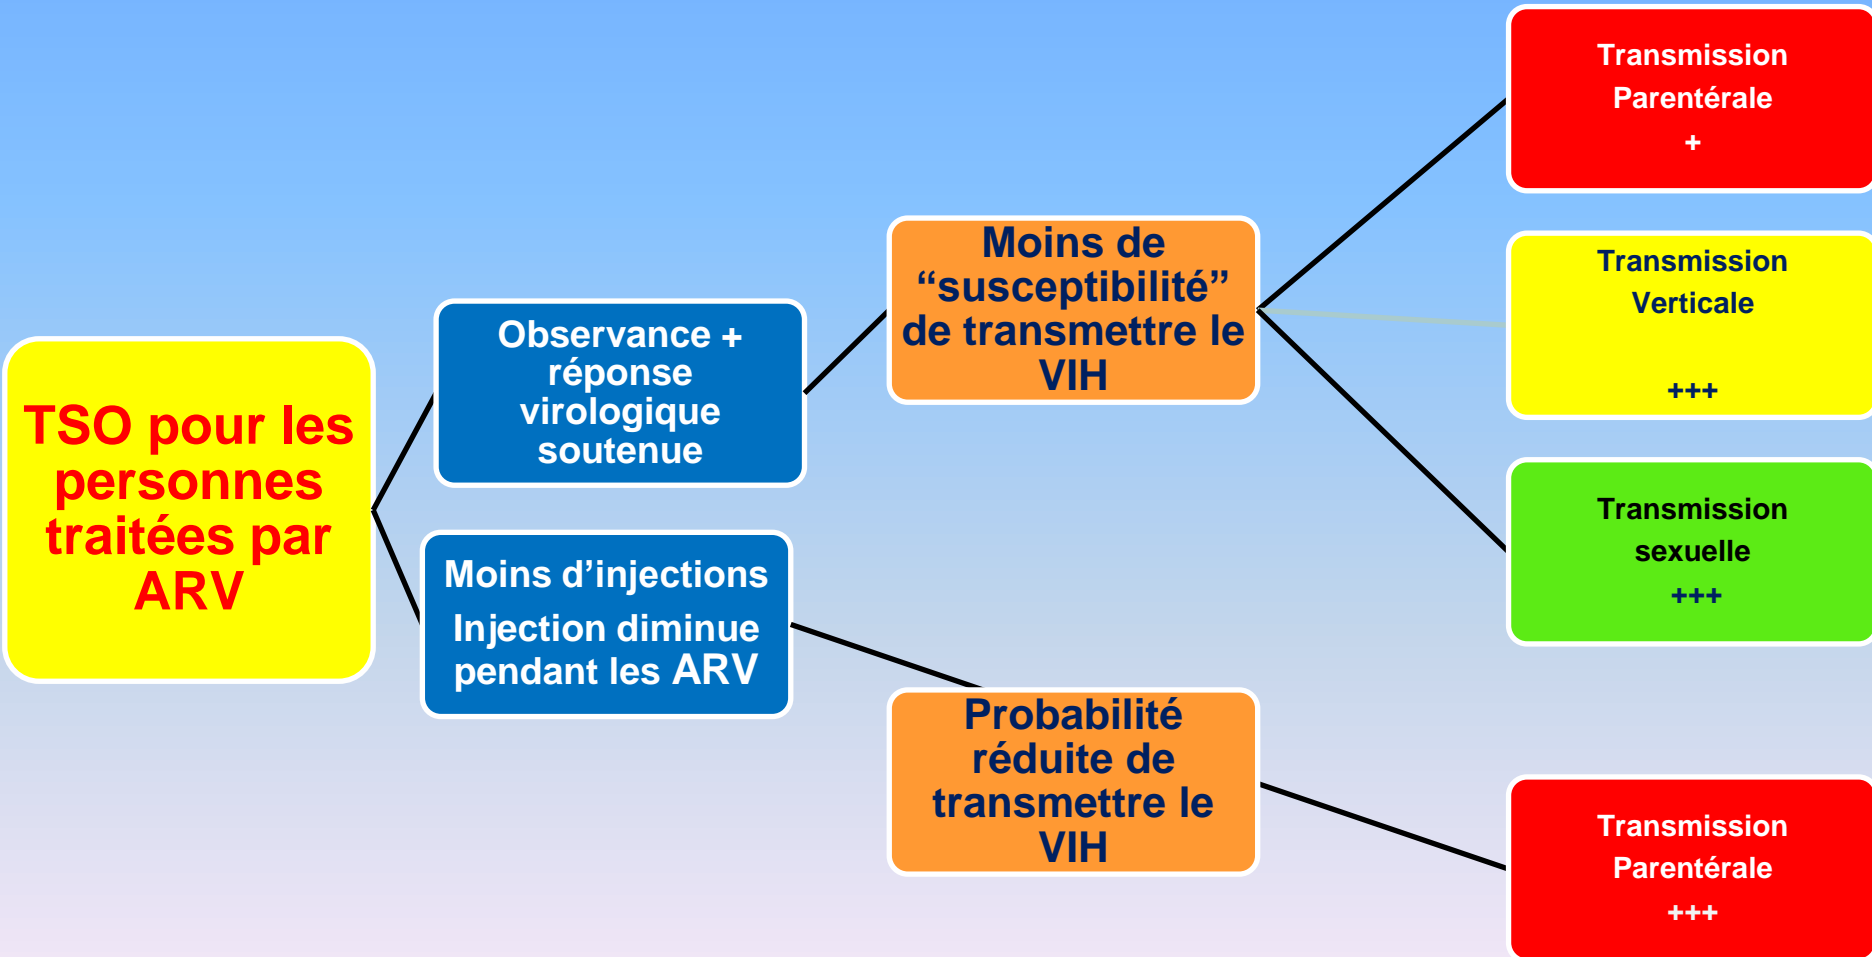 TSO pour les
personnes
traitées par
ARV
Observance +
réponse
virologique
soutenue
Moins d’injections
Injection diminue
pendant les ARV
Moins de
“susceptibilité”
de transmettre le
VIH
Probabilité
réduite de
transmettre le
VIH
Transmission
Parentérale
+
Transmission
Verticale
+++
Transmission
sexuelle
+++
Transmission
Parentérale
+++